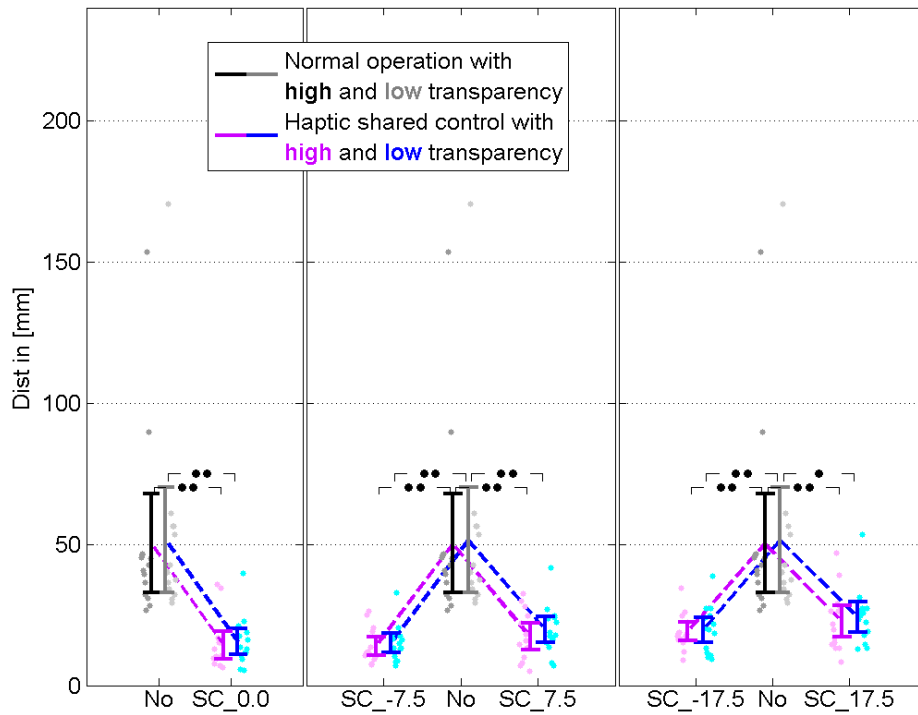 Normal operation with
high and low transparency
Haptic shared control with
high and low transparency
Dist in [mm]
200
150
100
50
0
No SC_0.0 SC_-7.5 No SC_7.5 SC_-17.5 No SC_17.5